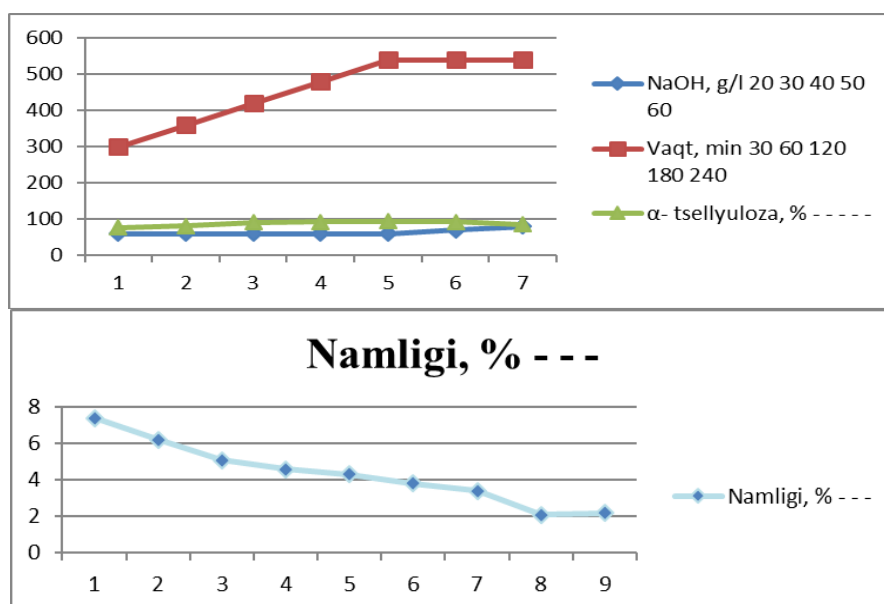 600
500
400
300
200
100
0
1 2 3 4 5 6 7
NaOH, g/l 20 30 40 50
60
Vaqt, min 30 60 120
180 240
α- tsellyuloza, % - - - - -
Namligi, % - - -
8
6
4
2
0
1 2 3 4 5 6 7 8 9
Namligi, % - - -